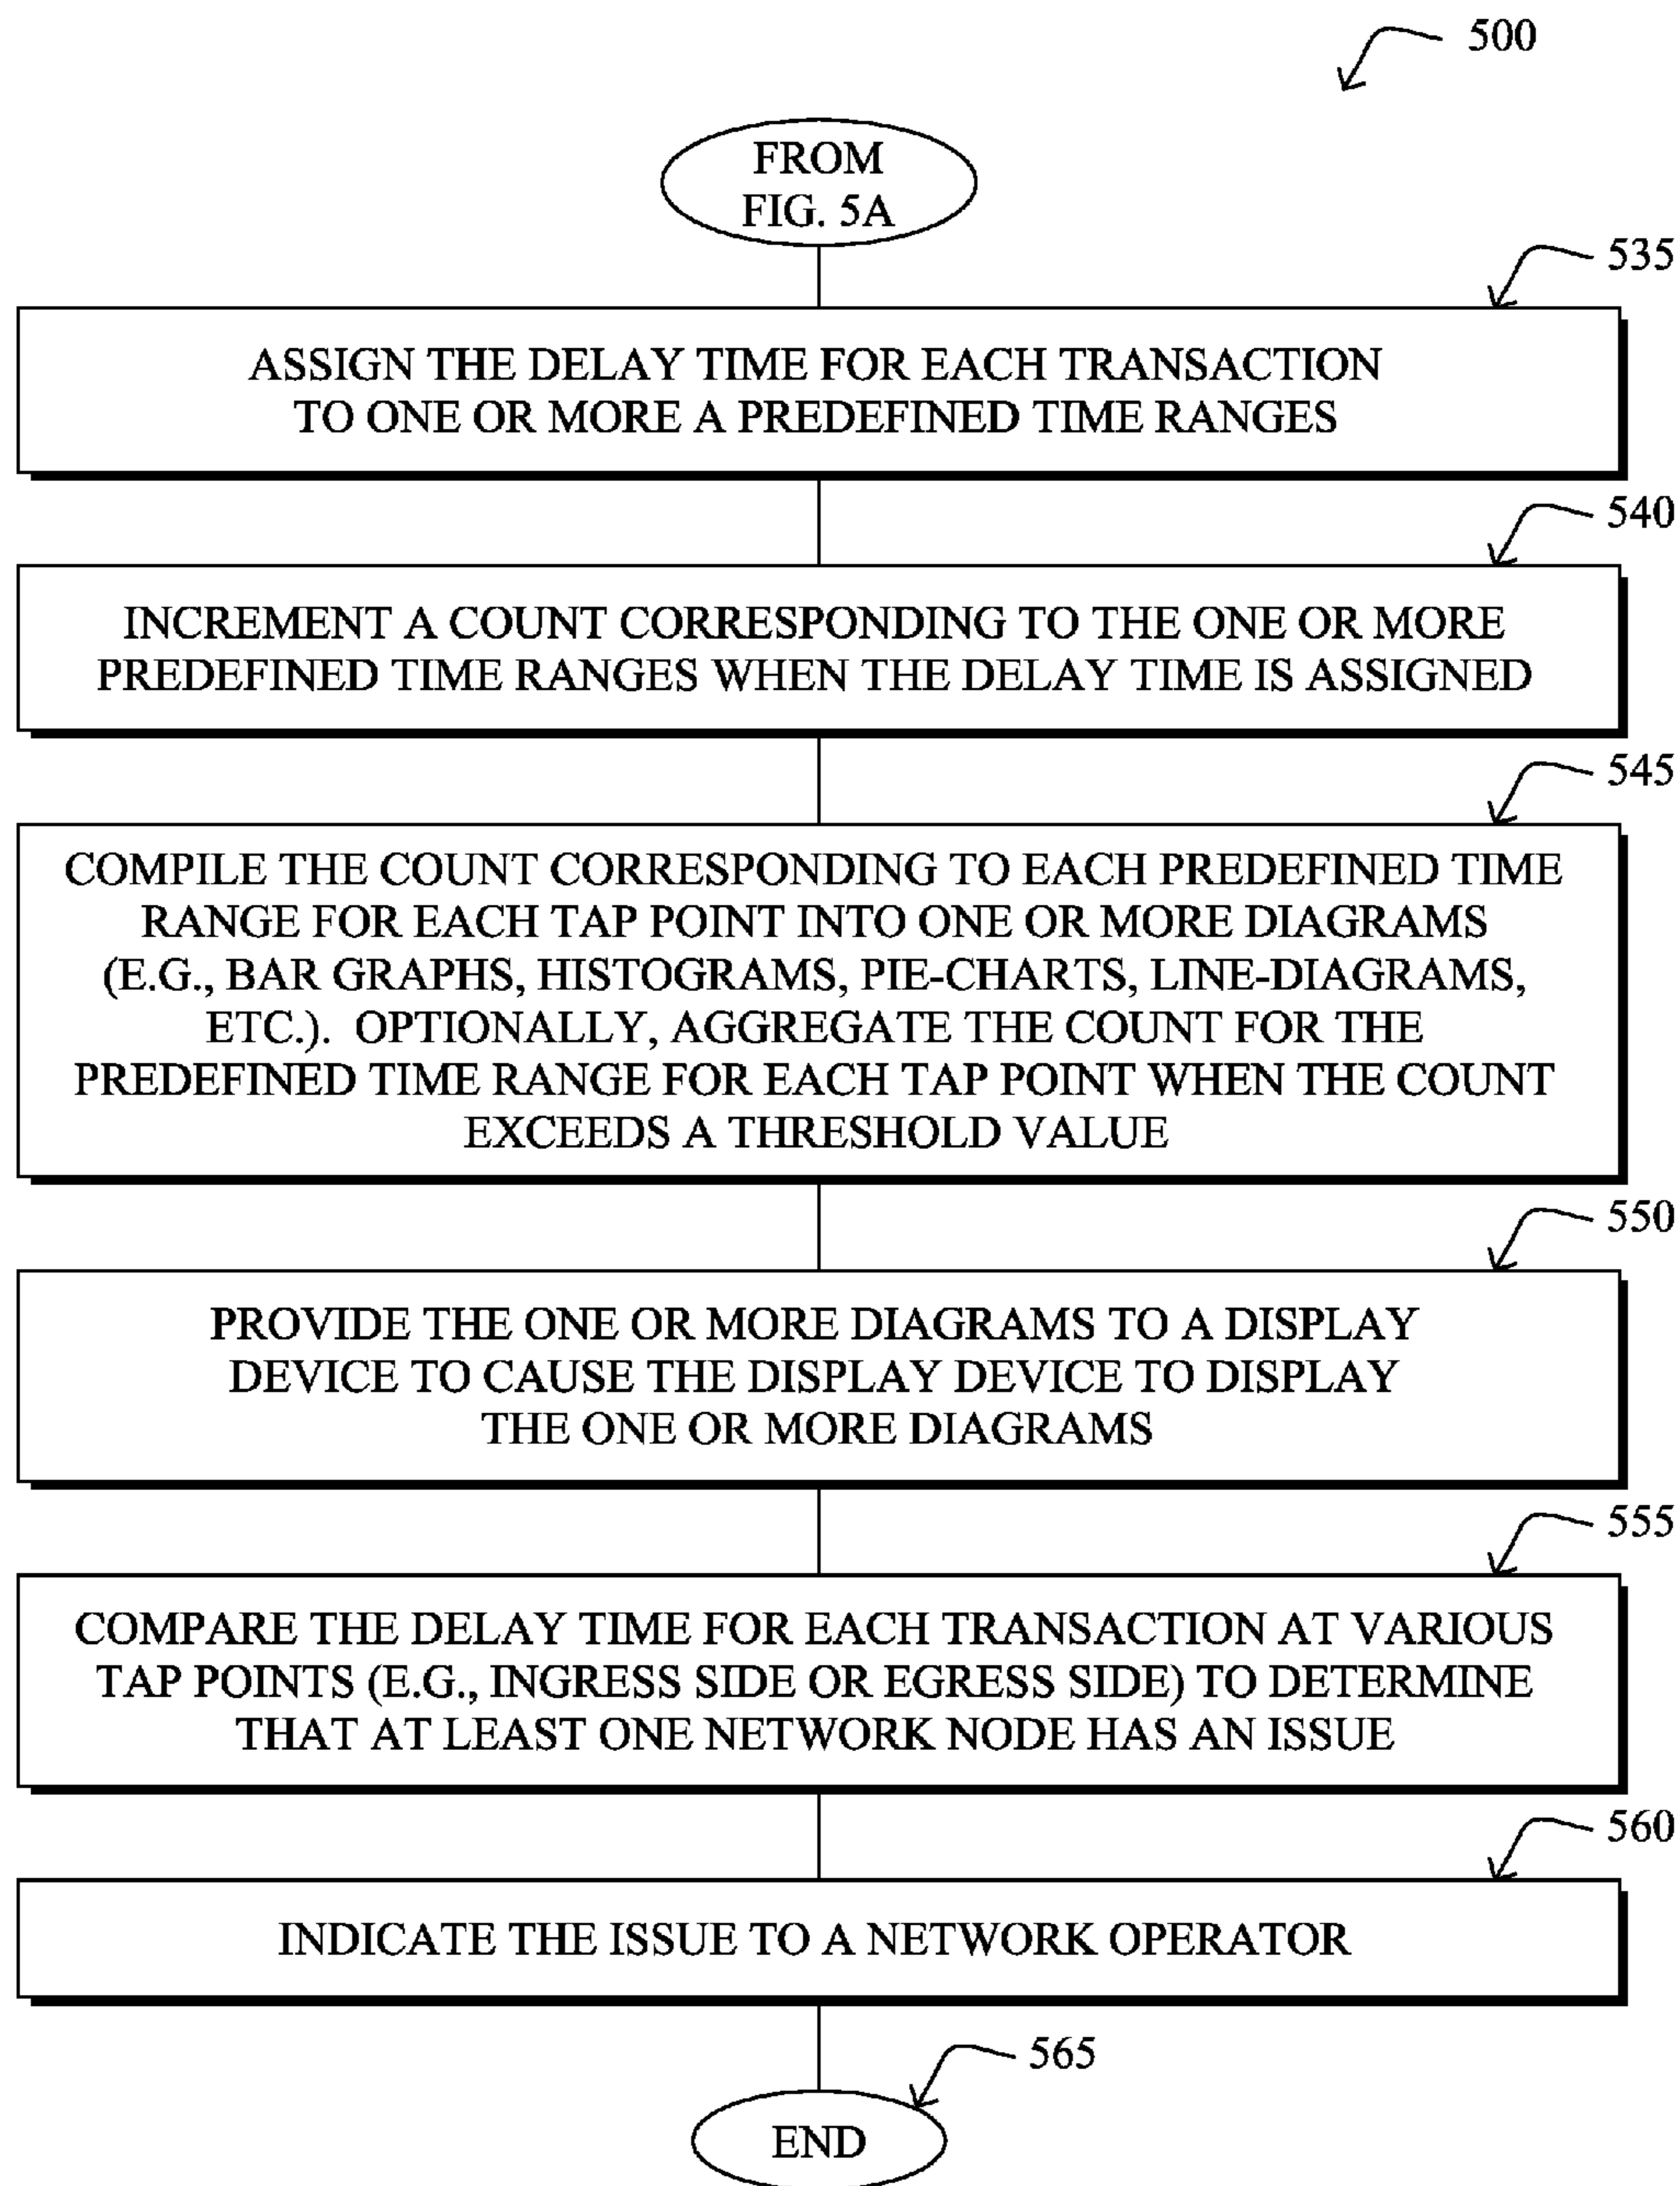 500
FROM
FIG. 5A
535
ASSIGN THE DELAY TIME FOR EACH TRANSACTION
TO ONE OR MORE A PREDEFINED TIME RANGES
540
INCREMENT A COUNT CORRESPONDING TO THE ONE OR MORE
PREDEFINED TIME RANGES WHEN THE DELAY TIME IS ASSIGNED
545
COMPILE THE COUNT CORRESPONDING TO EACH PREDEFINED TIME
RANGE FOR EACH TAP POINT INTO ONE OR MORE DIAGRAMS
(E.G., BAR GRAPHS, HISTOGRAMS, PIE-CHARTS, LINE-DIAGRAMS,
ETC.). OPTIONALLY, AGGREGATE THE COUNT FOR THE
PREDEFINED TIME RANGE FOR EACH TAP POINT WHEN THE COUNT
EXCEEDS A THRESHOLD VALUE
550
PROVIDE THE ONE OR MORE DIAGRAMS TO A DISPLAY
DEVICE TO CAUSE THE DISPLAY DEVICE TO DISPLAY
THE ONE OR MORE DIAGRAMS
555
COMPARE THE DELAY TIME FOR EACH TRANSACTION AT VARIOUS
TAP POINTS (E.G., INGRESS SIDE OR EGRESS SIDE) TO DETERMINE
THAT AT LEAST ONE NETWORK NODE HAS AN ISSUE
560
INDICATE THE ISSUE TO A NETWORK OPERATOR
565
END